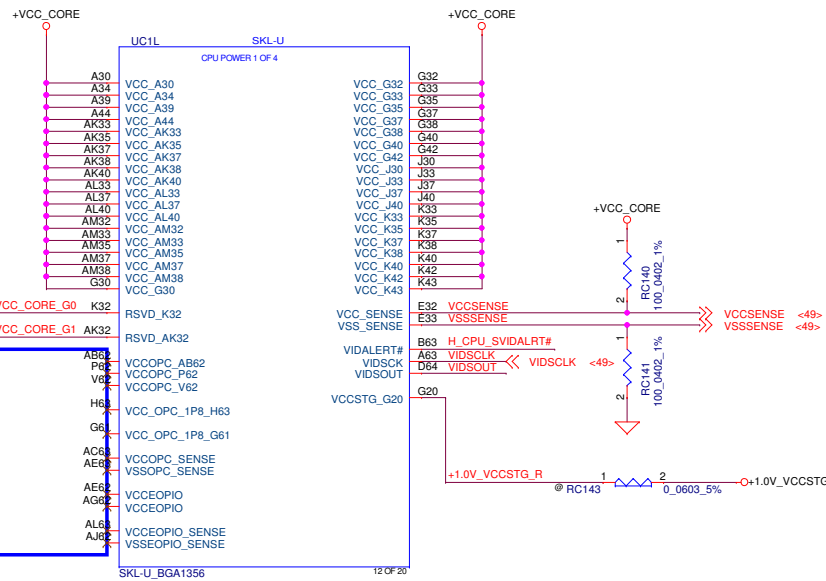 +VCC_CORE
+VCC_CORE
UC1L
SKL-U
CPU POWER 1 OF 4
A30 VCC_A30
A34 VCC_A34
A39 VCC_A39
A44 VCC_A44
AK33 VCC_AK33
AK35 VCC_AK35
AK37 VCC_AK37
AK38 VCC_AK38
AK40 VCC_AK40
AL33 VCC_AL33
AL37 VCC_AL37
AL40 VCC_AL40
AM32 VCC_AM32
AM33 VCC_AM33
AM35 VCC_AM35
AM37 VCC_AM37
AM38 VCC_AM38
G30 VCC_G30
VCC_CORE_G0 K32 RSVD_K32
VCC_CORE_G1 AK32 RSVD_AK32
AB62 VCCOPC_AB62
P62 VCCOPC_P62
V62 VCCOPC_V62
H63 VCC_OPC_1P8_H63
G61 VCC_OPC_1P8_G61
AC63 VCCOPC_SENSE
AE63 VSSOPC_SENSE
AE62 VCCEOPIO
AG62 VCCEOPIO
AL63 VCCEOPIO_SENSE
AJ62 VSSEOPIO_SENSE
VCC_G32 G32
VCC_G33 G33
VCC_G35 G35
VCC_G37 G37
VCC_G38 G38
VCC_G40 G40
VCC_G42 G42
VCC_J30 J30
VCC_J33 J33
VCC_J37 J37
VCC_J40 J40
VCC_K33 K33
VCC_K35 K35
VCC_K37 K37
VCC_K38 K38
VCC_K40 K40
VCC_K42 K42
VCC_K43 K43
VCC_SENSE E32 VCCSENSE
VSS_SENSE E33 VSSSENSE
VIDALERT# B63 H_CPU_SVIDALRT#
VIDSCK A63 VIDSCLK
VIDSOUT D64 VIDSOUT
VCCSTG_G20 G20
VIDSCLK <49>
+VCC_CORE
1
2
RC140
100_0402_1%
VCCSENSE <49>
VSSSENSE <49>
1
2
RC141
100_0402_1%
+1.0V_VCCSTG_R
1
2
@ RC143
0_0603_5%
+1.0V_VCCSTG
SKL-U_BGA1356
12 OF 20